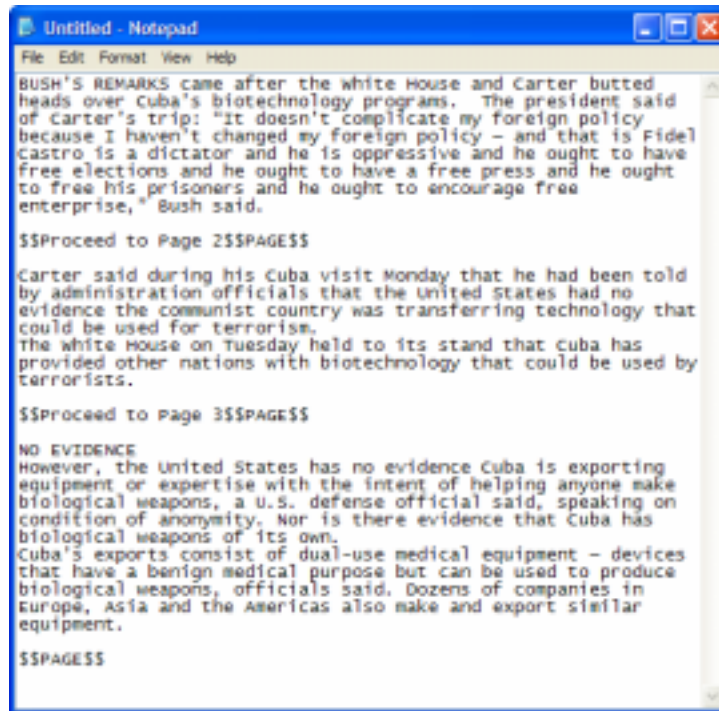 Untitled - Notepad
File Edit Format View Help
BUSH'S REMARKS came after the White House and Carter butted
heads over Cuba's biotechnology programs. The president said
of Carter's trip: "It doesn't complicate my foreign policy
because I haven't changed my foreign policy – and that is Fidel
Castro is a dictator and he is oppressive and he ought to have
free elections and he ought to have a free press and he ought
to free his prisoners and he ought to encourage free
enterprise," Bush said.
$$Proceed to Page 2$$PAGE$$
Carter said during his Cuba visit Monday that he had been told
by administration officials that the United States had no
evidence the communist country was transferring technology that
could be used for terrorism.
The White House on Tuesday held to its stand that Cuba has
provided other nations with biotechnology that could be used by
terrorists.
$$Proceed to Page 3$$PAGE$$
NO EVIDENCE
However, the United States has no evidence Cuba is exporting
equipment or expertise with the intent of helping anyone make
biological weapons, a U.S. defense official said, speaking on
condition of anonymity. Nor is there evidence that Cuba has
biological weapons of its own.
Cuba's exports consist of dual-use medical equipment – devices
that have a benign medical purpose but can be used to produce
biological weapons, officials said. Dozens of companies in
Europe, Asia and the Americas also make and export similar
equipment.
$$PAGE$$